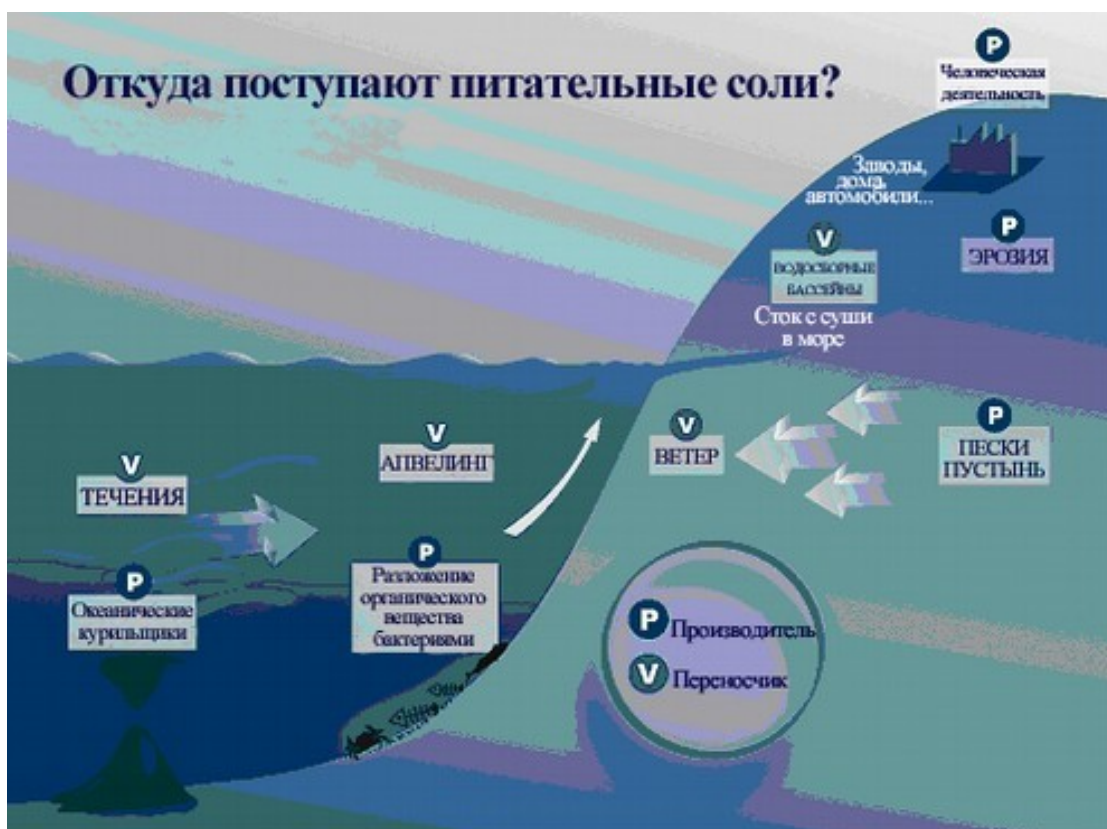 Откуда поступают питательные соли?
P
Человеческая
деятельность
Заводы,
дома,
автомобили...
V
ВОДОСБОРНЫЕ
БАССЕЙНЫ
Сток с суши
в море
P
ЭРОЗИЯ
V
ТЕЧЕНИЯ
V
АПВЕЛИНГ
V
ВЕТЕР
P
ПЕСКИ
ПУСТЫНЬ
P
Океанические
курильщики
P
Разложение
органического
вещества
бактериями
P Производитель
V Переносчик